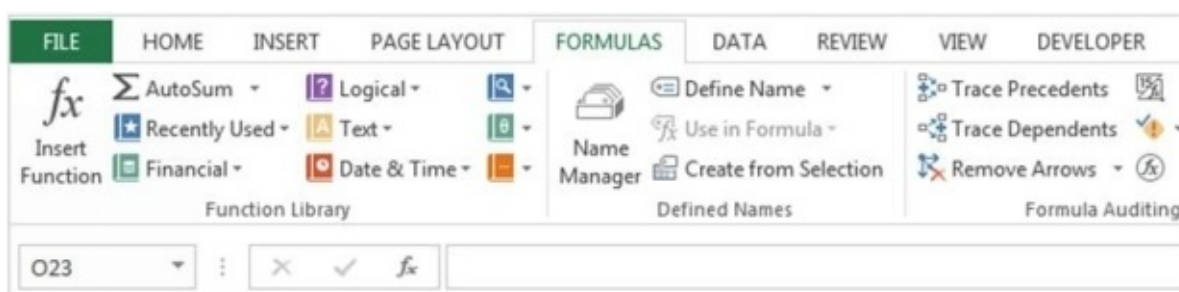 FILE HOME INSERT PAGE LAYOUT FORMULAS DATA REVIEW VIEW DEVELOPER
fx Σ AutoSum ? Logical Define Name Trace Precedents
Recently Used A Text Use in Formula Trace Dependents
Insert Function Financial Date & Time θ Name Manager Create from Selection Remove Arrows fx
Function Library Defined Names Formula Auditing
O23 fx